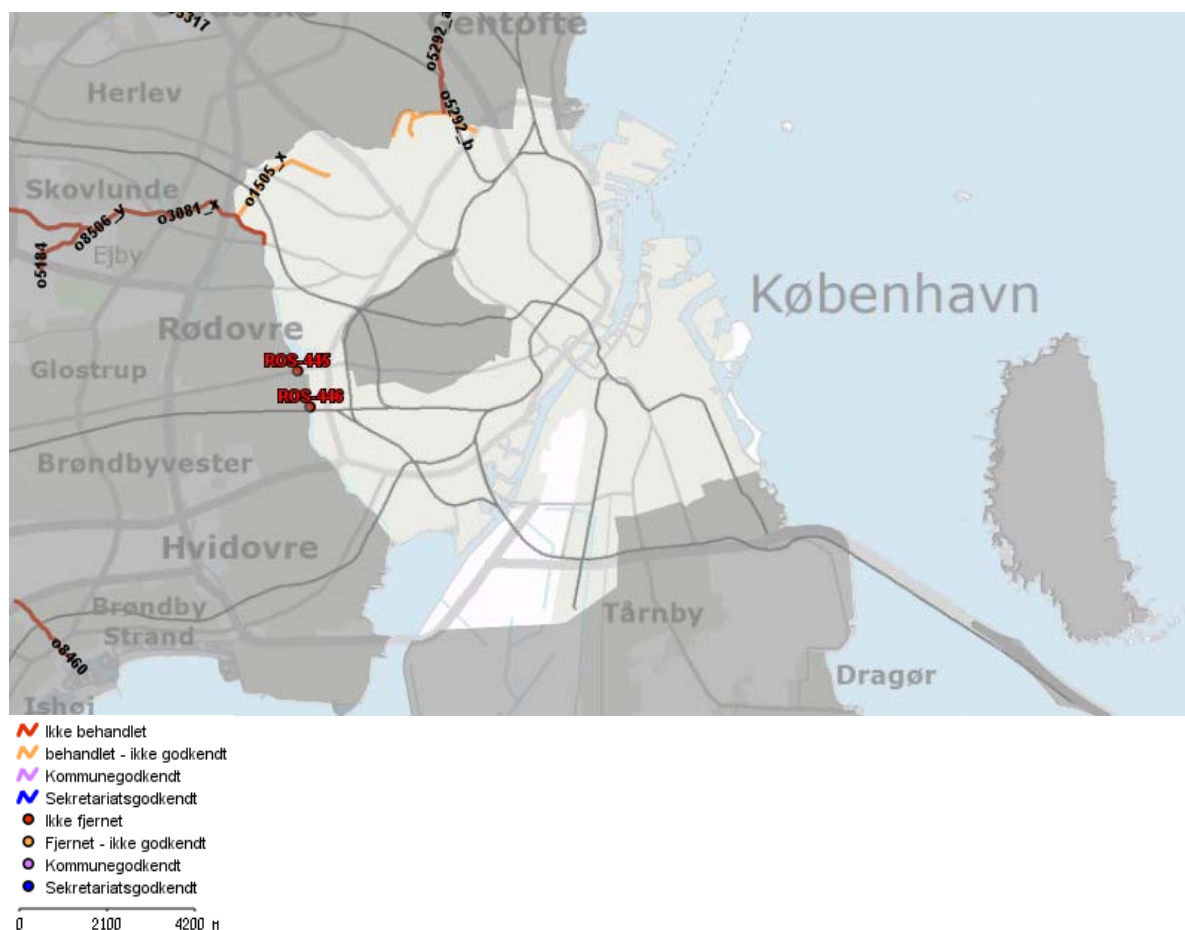 3317
Gentofte
o5292_a
Herlev
o5292_b
o1505_x
Skovlunde
o3081_x
o8506_y
Ejby
o5184
København
Rødovre
ROS-445
Glostrup
ROS-446
Brøndbyvester
Hvidovre
Brøndby
Strand
Tårnby
o8460
Dragør
Ishøj
Ikke behandlet
behandlet - ikke godkendt
Kommunegodkendt
Sekretariatsgodkendt
Ikke fjernet
Fjernet - ikke godkendt
Kommunegodkendt
Sekretariatsgodkendt
0 2100 4200 M